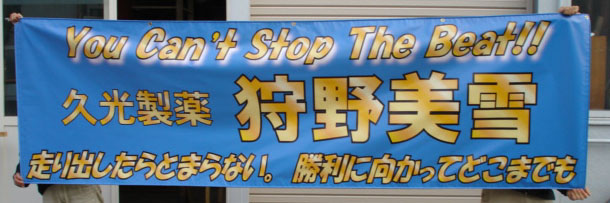 You Can't Stop The Beat!!
久光製薬 狩野美雪
走り出したらとまらない。 勝利に向かってどこまでも